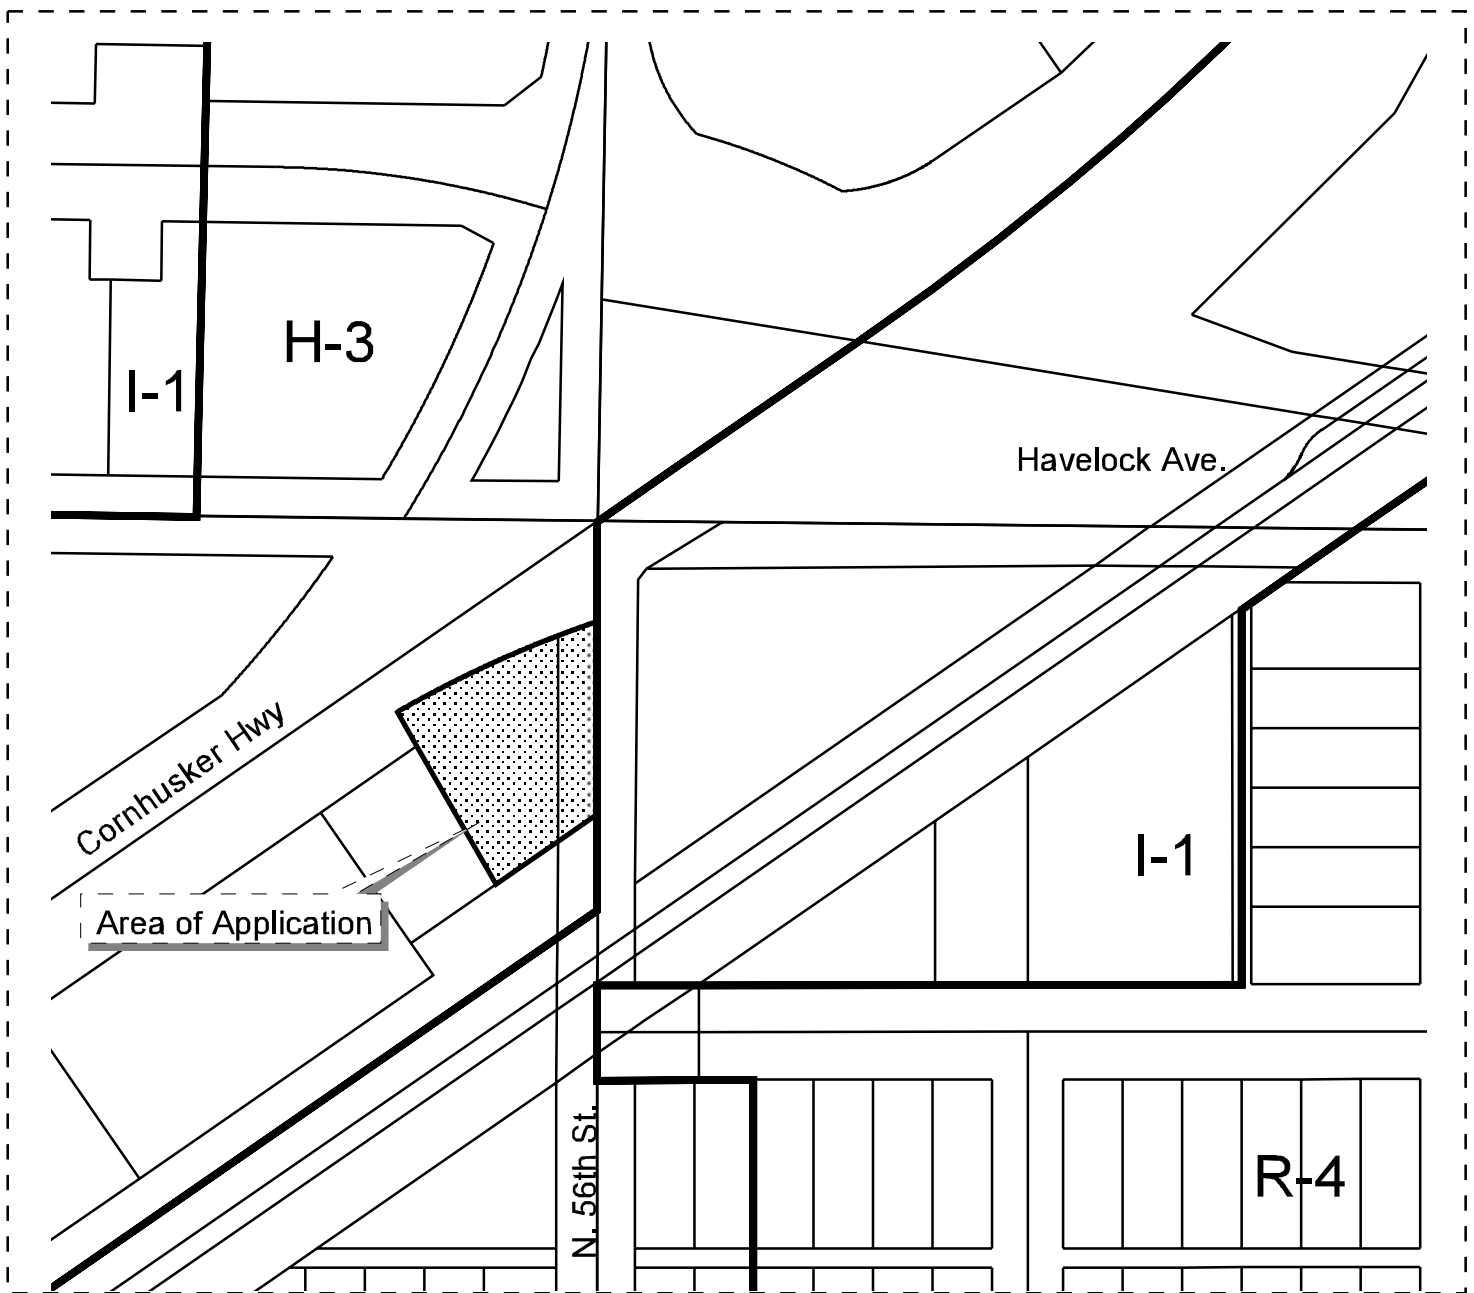 H-3
I-1
Havelock Ave.
Cornhusker Hwy
I-1
Area of Application
N. 56th St.
R-4